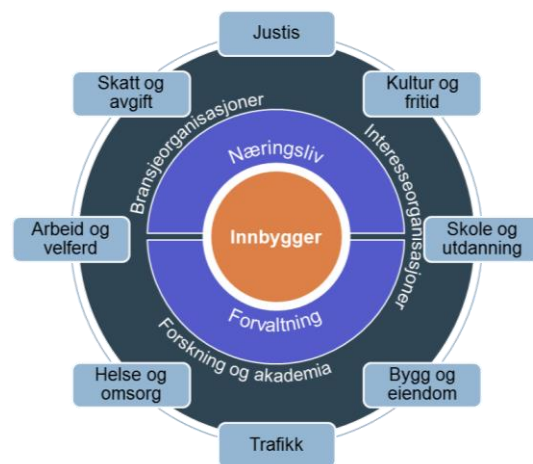 Justis
Skatt og
avgift
Kultur og
fritid
Bransjeorganisasjoner
Interesseorganisasjoner
Næringsliv
Arbeid og
velferd
Innbygger
Skole og
utdanning
Forvaltning
Forskning og akademia
Helse og
omsorg
Bygg og
eiendom
Trafikk